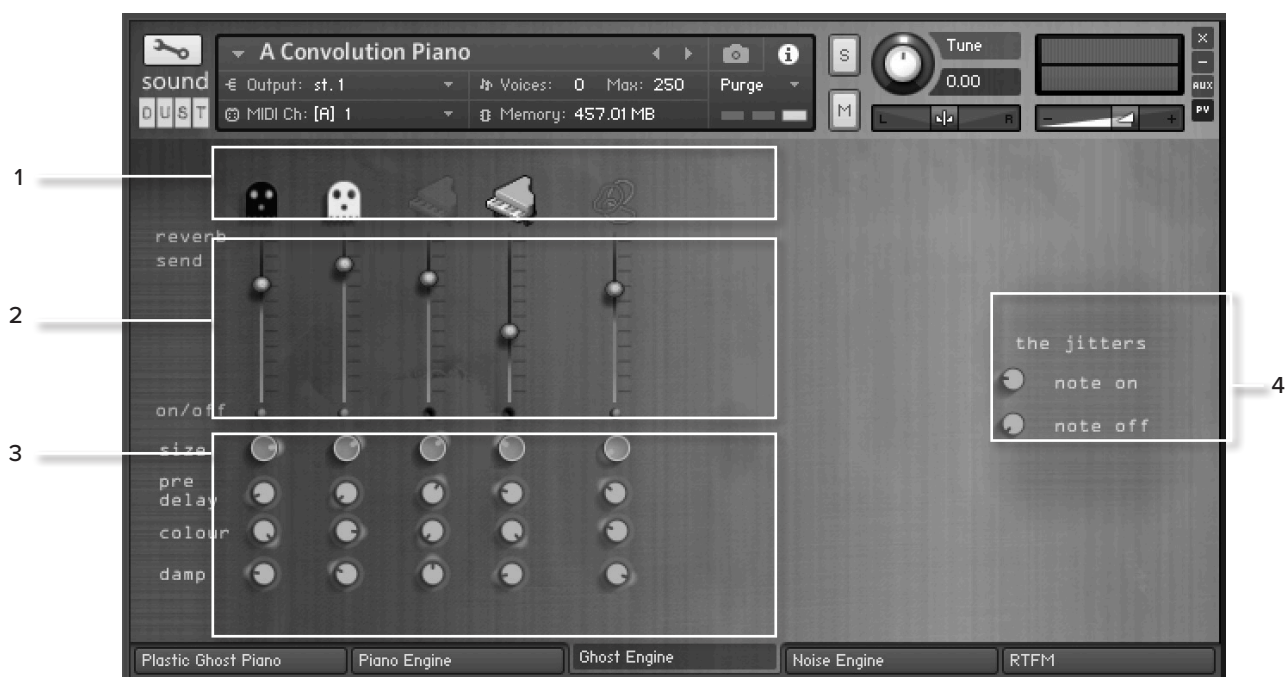 A Convolution Piano
S
Tune
X
sound
Output: st. 1
Voices: 0 Max: 250
Purge
0.00
-
AUX
DUST
MIDI Ch: [A] 1
Memory: 457.01 MB
M
L
R
-
+
PV
1
reverb
send
2
the jitters
note on
4
on/off
note off
3
size
pre
delay
colour
damp
Plastic Ghost Piano
Piano Engine
Ghost Engine
Noise Engine
RTFM